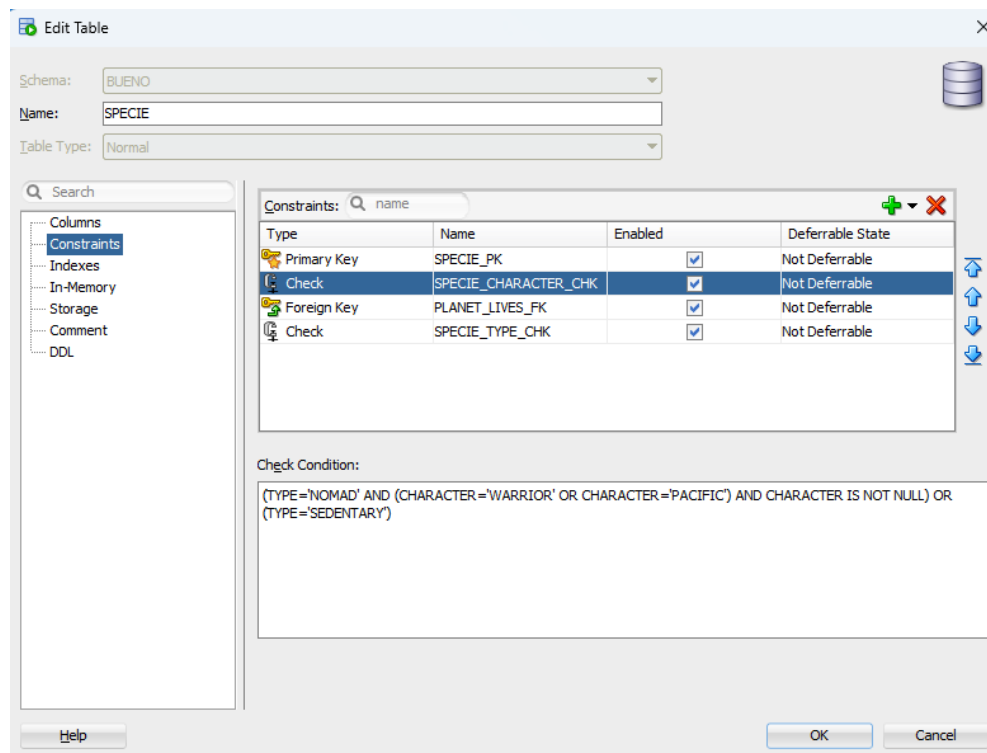 Edit Table
Schema: BUENO
Name: SPECIE
Table Type: Normal
Search
Columns
Constraints
Indexes
In-Memory
Storage
Comment
DDL
Constraints: name
Type Name Enabled Deferrable State
Primary Key SPECIE_PK Not Deferrable
Check SPECIE_CHARACTER_CHK Not Deferrable
Foreign Key PLANET_LIVES_FK Not Deferrable
Check SPECIE_TYPE_CHK Not Deferrable
Check Condition:
(TYPE='NOMAD' AND (CHARACTER='WARRIOR' OR CHARACTER='PACIFIC') AND CHARACTER IS NOT NULL) OR
(TYPE='SEDENTARY')
Help OK Cancel